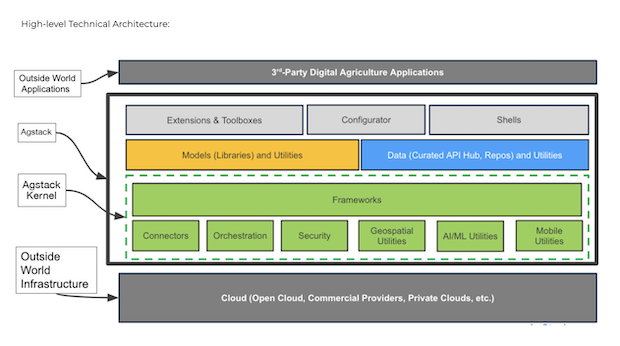 High-level Technical Architecture:
3rd-Party Digital Agriculture Applications
Outside World
Applications
Extensions & Toolboxes
Configurator
Shells
Agstack
Models (Libraries) and Utilities
Data (Curated API Hub, Repos) and Utilities
Agstack
Kernel
Frameworks
Connectors
Orchestration
Security
Geospatial
Utilities
AI/ML Utilities
Mobile
Utilities
Outside
World
Infrastructure
Cloud (Open Cloud, Commercial Providers, Private Clouds, etc.)